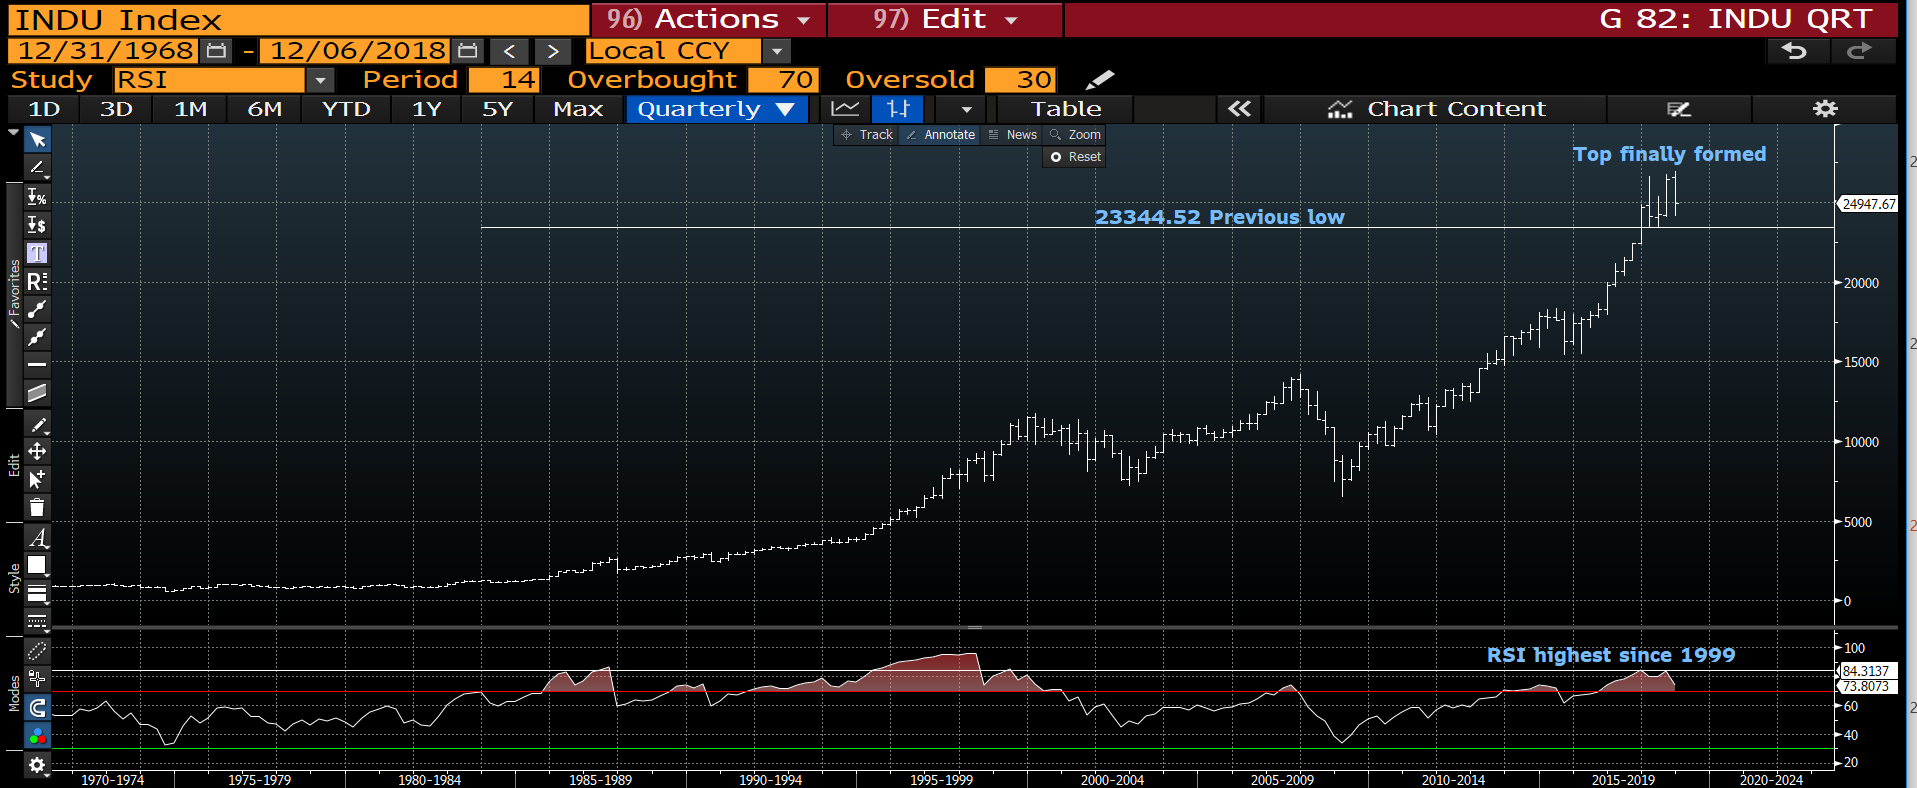 INDU Index 96) Actions 97) Edit G 82: INDU QRT
12/31/1968 - 12/06/2018 < > Local CCY
Study RSI Period 14 Overbought 70 Oversold 30
1D 3D 1M 6M YTD 1Y 5Y Max Quarterly Table « Chart Content
Track Annotate News Zoom
Reset
Top finally formed
23344.52 Previous low
24947.67
20000
15000
10000
5000
0
RSI highest since 1999
100
84.3137
73.8073
60
40
20
1970-1974 1975-1979 1980-1984 1985-1989 1990-1994 1995-1999 2000-2004 2005-2009 2010-2014 2015-2019 2020-2024
Favorites
Edit
Style
Modes
%
$
T
R
A
2
2
2
2